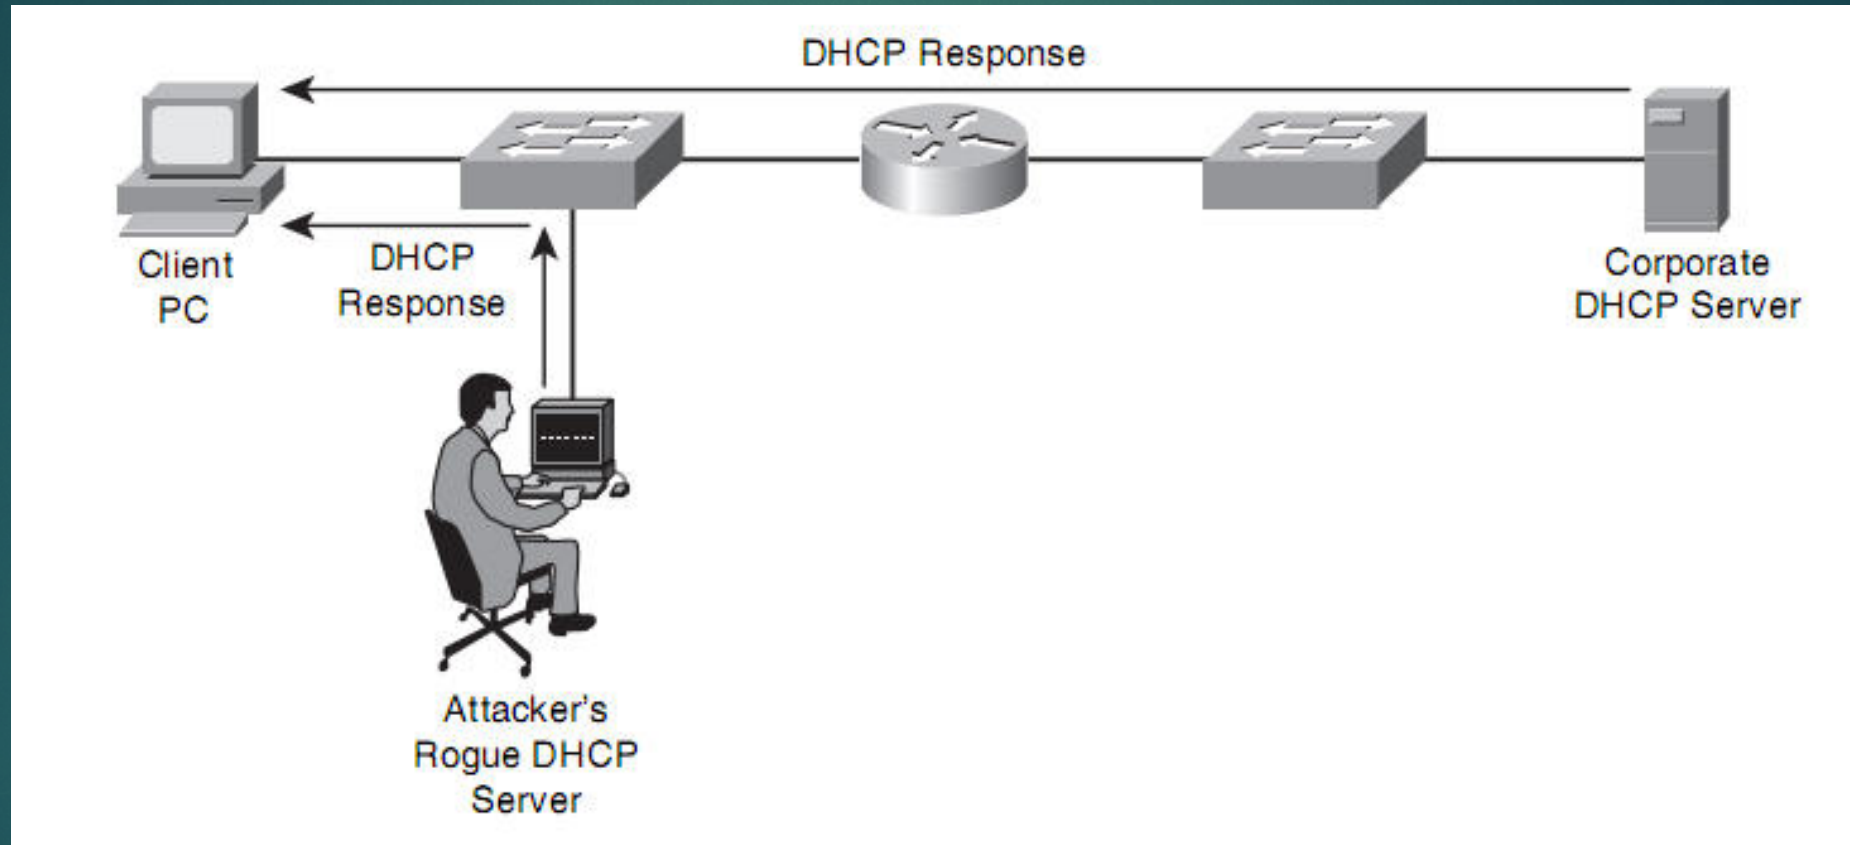 DHCP Response
Client
PC
DHCP
Response
Corporate
DHCP Server
Attacker's
Rogue DHCP
Server